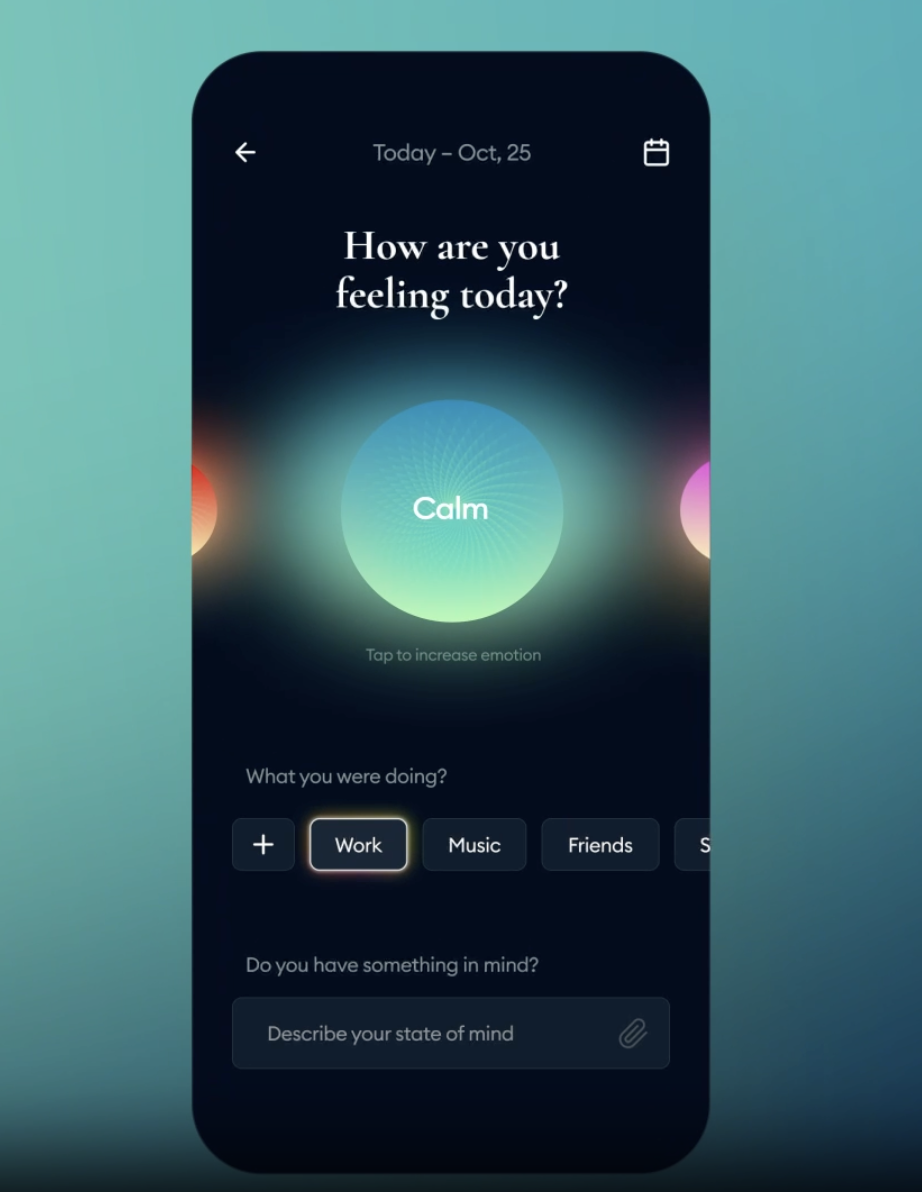 Today – Oct, 25
How are you
feeling today?
Calm
Tap to increase emotion
What you were doing?
+ Work Music Friends S
Do you have something in mind?
Describe your state of mind